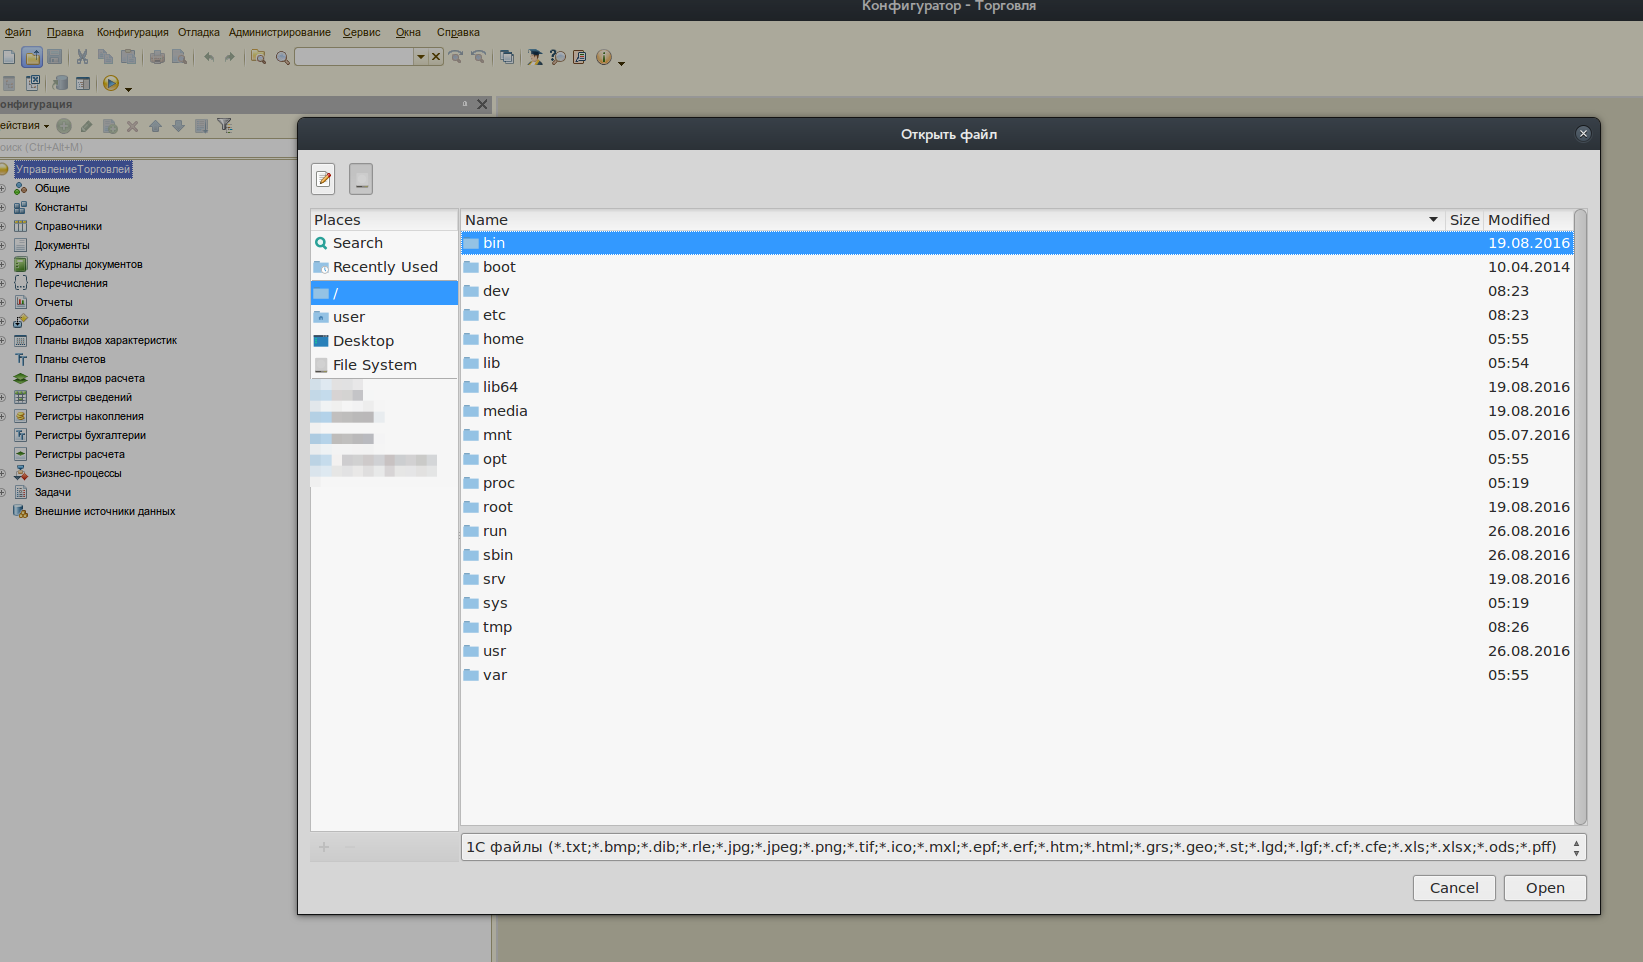 Конфигуратор - Торговля
Файл Правка Конфигурация Отладка Администрирование Сервис Окна Справка
онфигурация
ействия
оиск (Ctrl+Alt+M)
УправлениеТорговлей
Общие
Константы
Справочники
Документы
Журналы документов
Перечисления
Отчеты
Обработки
Планы видов характеристик
Планы счетов
Планы видов расчета
Регистры сведений
Регистры накопления
Регистры бухгалтерии
Регистры расчета
Бизнес-процессы
Задачи
Внешние источники данных
Открыть файл
Places
Search
Recently Used
/
user
Desktop
File System
Name Size Modified
bin 19.08.2016
boot 10.04.2014
dev 08:23
etc 08:23
home 05:55
lib 05:54
lib64 19.08.2016
media 19.08.2016
mnt 05.07.2016
opt 05:55
proc 05:19
root 19.08.2016
run 26.08.2016
sbin 26.08.2016
srv 19.08.2016
sys 05:19
tmp 08:26
usr 26.08.2016
var 05:55
1С файлы (*.txt;*.bmp;*.dib;*.rle;*.jpg;*.jpeg;*.png;*.tif;*.ico;*.mxl;*.epf;*.erf;*.htm;*.html;*.grs;*.geo;*.st;*.lgd;*.lgf;*.cf;*.cfe;*.xls;*.xlsx;*.ods;*.pff)
Cancel Open